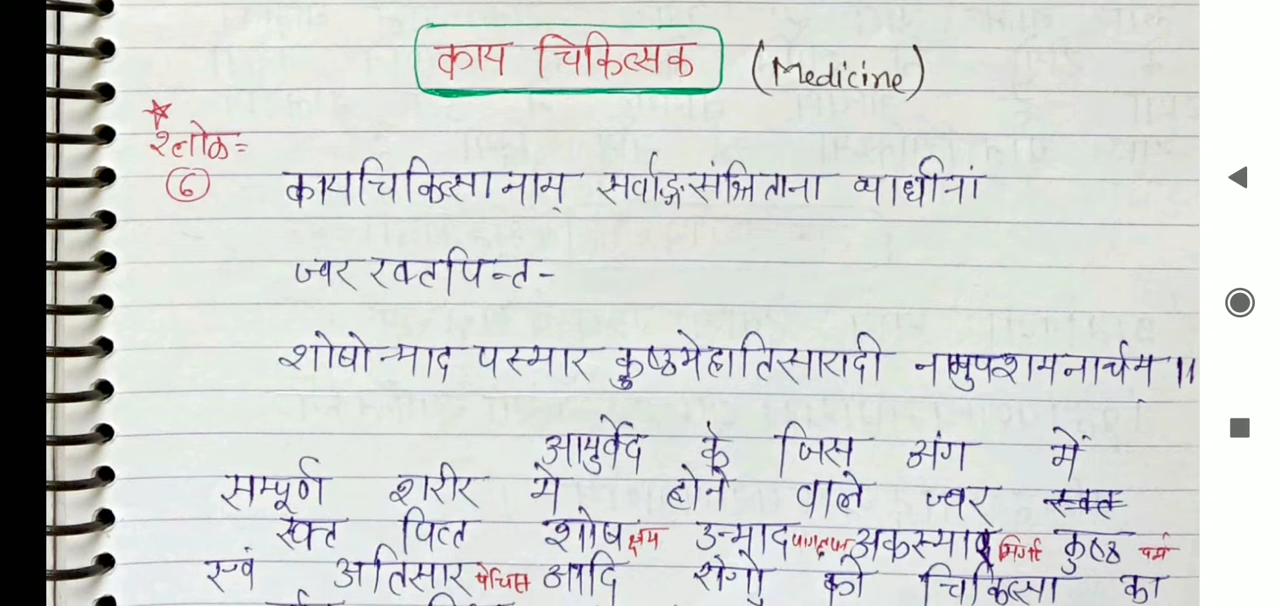 काय चिकित्सक (Medicine)
श्लोक=
6 कायचिकित्सानाम् सर्वाङ्गसंश्रिताना व्याधीनां
ज्वर रक्तपिन्त-
शोषोन्माद पस्मार कुष्ठमेहातिसारादी नामुपशमनार्चम् ॥
आयुर्वेद के जिस अंग में
सम्पूर्ण शरीर मे होने वाले ज्वर
रक्त पित्त शोष क्षय उन्माद पागलपन अकस्मार मिर्गी कुष्ठ चर्म
एवं अतिसार पेचिस आदि रोगो की चिकित्सा का